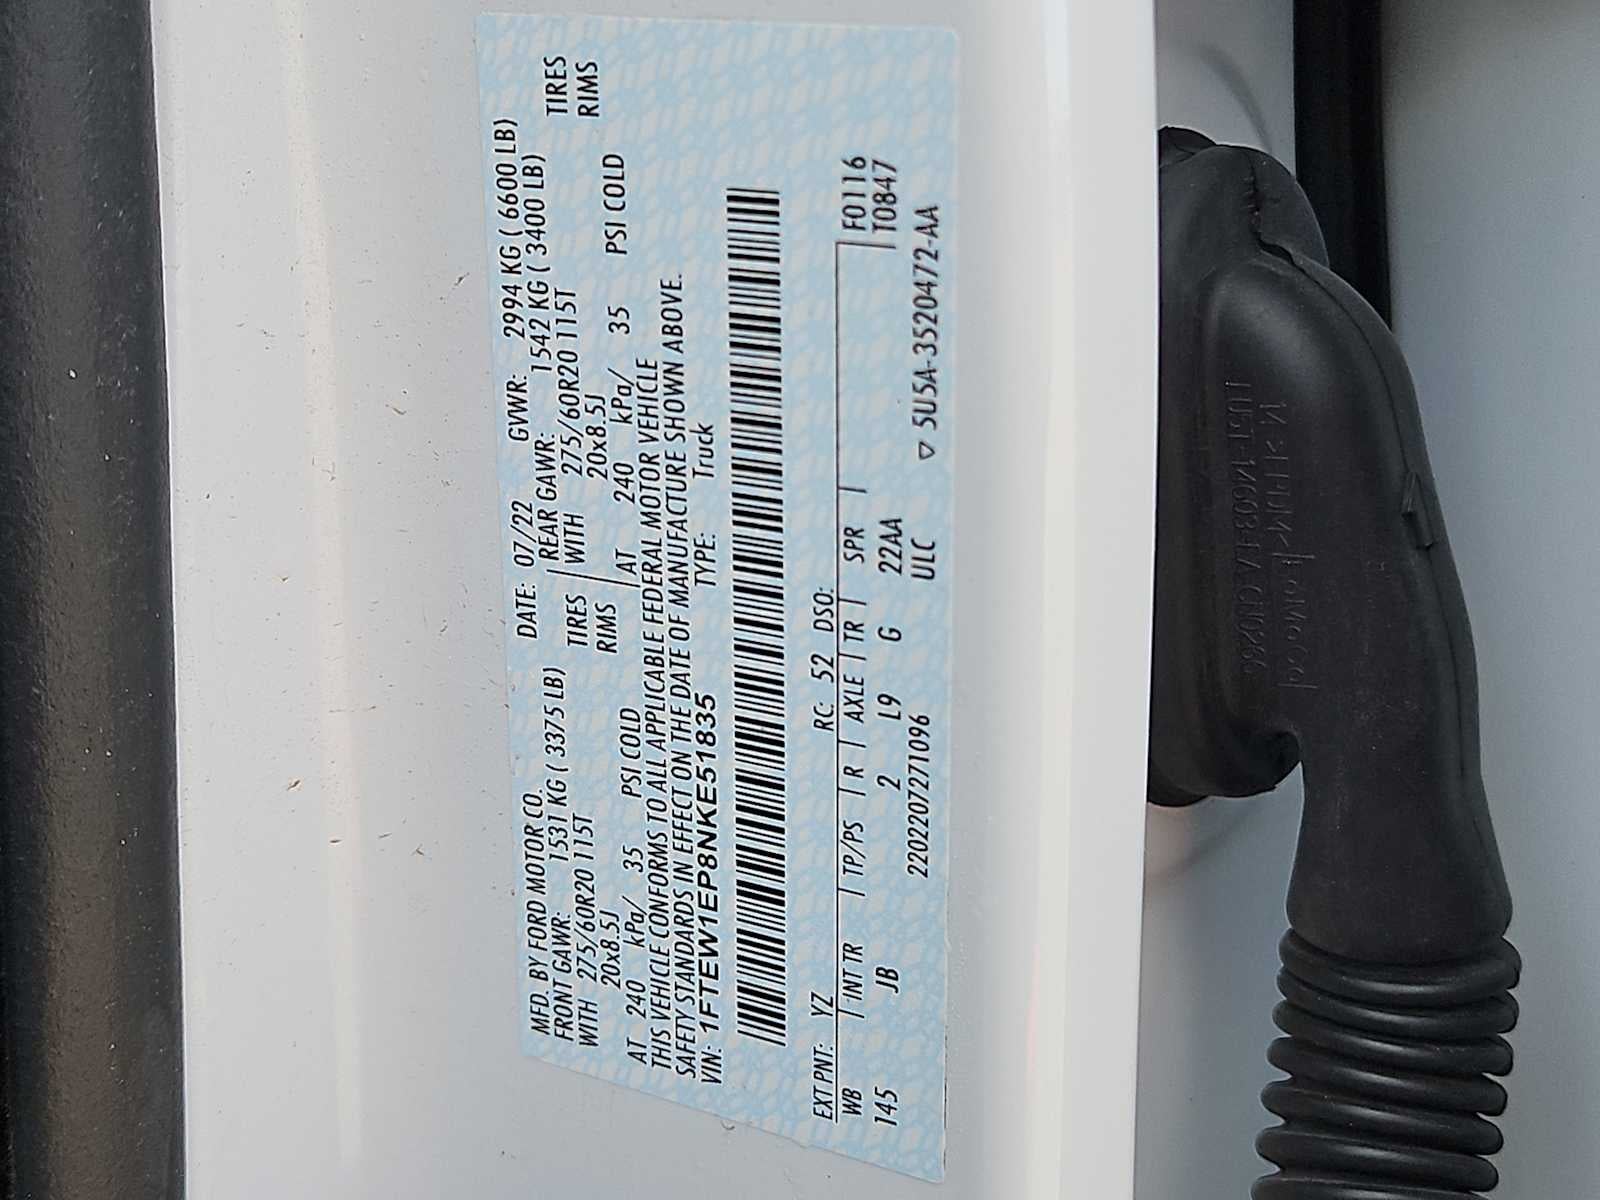 MFD. BY FORD MOTOR CO. DATE: 07/22 GVWR: 2994 KG ( 6600 LB)
FRONT GAWR: 1531 KG ( 3375 LB) REAR GAWR: 1542 KG ( 3400 LB)
WITH 275/60R20 115T TIRES WITH 275/60R20 115T TIRES
20x8.5J RIMS 20x8.5J RIMS
AT 240 kPa/ 35 PSI COLD AT 240 kPa/ 35 PSI COLD
THIS VEHICLE CONFORMS TO ALL APPLICABLE FEDERAL MOTOR VEHICLE
SAFETY STANDARDS IN EFFECT ON THE DATE OF MANUFACTURE SHOWN ABOVE.
VIN: 1FTEW1EP8NKE51835 TYPE: Truck
EXT PNT: YZ RC: 52 DSO:
WB INT TR TP/PS R AXLE TR SPR F0116
145 JB 2 L9 G 22AA T0847
220220727 1096 ULC ▽ 5U5A-3520472-AA